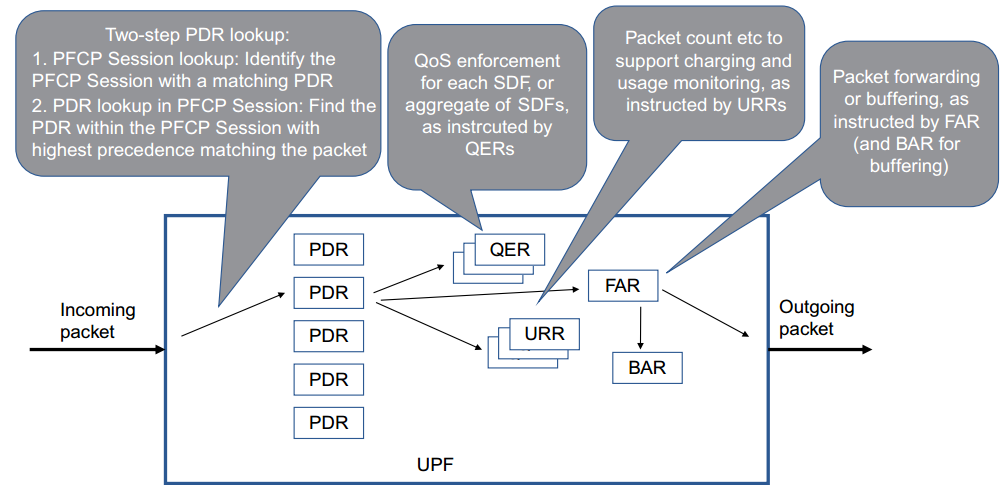 Two-step PDR lookup:
1. PFCP Session lookup: Identify the
PFCP Session with a matching PDR
2. PDR lookup in PFCP Session: Find the
PDR within the PFCP Session with
highest precedence matching the packet
QoS enforcement
for each SDF, or
aggregate of SDFs,
as instrcuted by
QERs
Packet count etc to
support charging and
usage monitoring, as
instructed by URRs
Packet forwarding
or buffering, as
instructed by FAR
(and BAR for
buffering)
Incoming
packet
PDR
PDR
PDR
PDR
PDR
QER
URR
FAR
BAR
Outgoing
packet
UPF